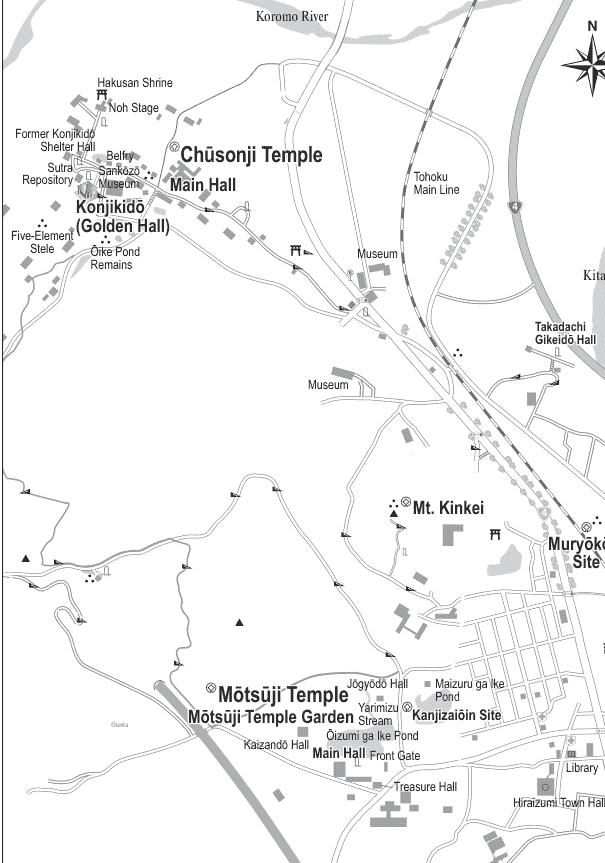 Koromo River
N
Hakusan Shrine
Noh Stage
Former Konjikidō
Shelter Hall
Belfry
Chūsonji Temple
Sutra
Repository
Sankōzō
Museum
Main Hall
Tohoku
Main Line
Konjikidō
(Golden Hall)
4
Five-Element
Stele
Ōike Pond
Remains
Museum
Kita
Takadachi
Gikeidō Hall
Museum
Mt. Kinkei
4
Muryōkō
Site
Jōgyōdō Hall
Maizuru ga Ike
Pond
Mōtsūji Temple
Yarimizu
Stream
Kanjizaiōin Site
Mōtsūji Temple Garden
Osawa
Ōizumi ga Ike Pond
Kaizandō Hall
Main Hall
Front Gate
Library
Treasure Hall
Hiraizumi Town Hall